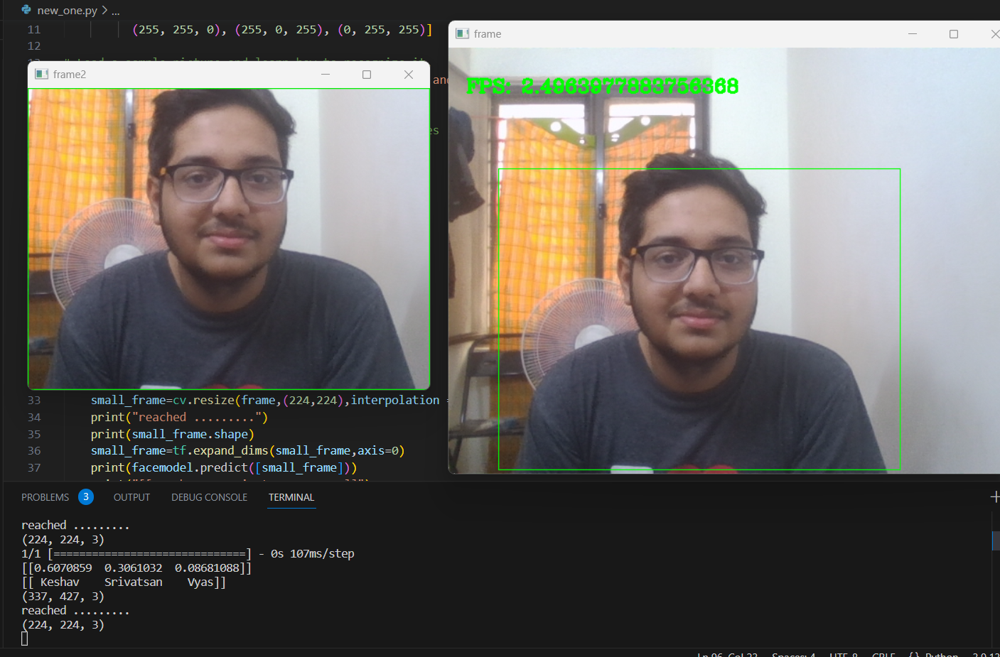 new_one.py > ...
11 (255, 255, 0), (255, 0, 255), (0, 255, 255)]
12
frame2
frame
FPS: 2.4963977883756368
and
es
33 small_frame=cv.resize(frame,(224,224),interpolation
34 print("reached .........")
35 print(small_frame.shape)
36 small_frame=tf.expand_dims(small_frame,axis=0)
37 print(facemodel.predict([small_frame]))
PROBLEMS 3 OUTPUT DEBUG CONSOLE TERMINAL
reached .........
(224, 224, 3)
1/1 [==============================] - 0s 107ms/step
[[0.6070859 0.3061032 0.08681088]]
[[ Keshav Srivatsan Vyas]]
(337, 427, 3)
reached .........
(224, 224, 3)